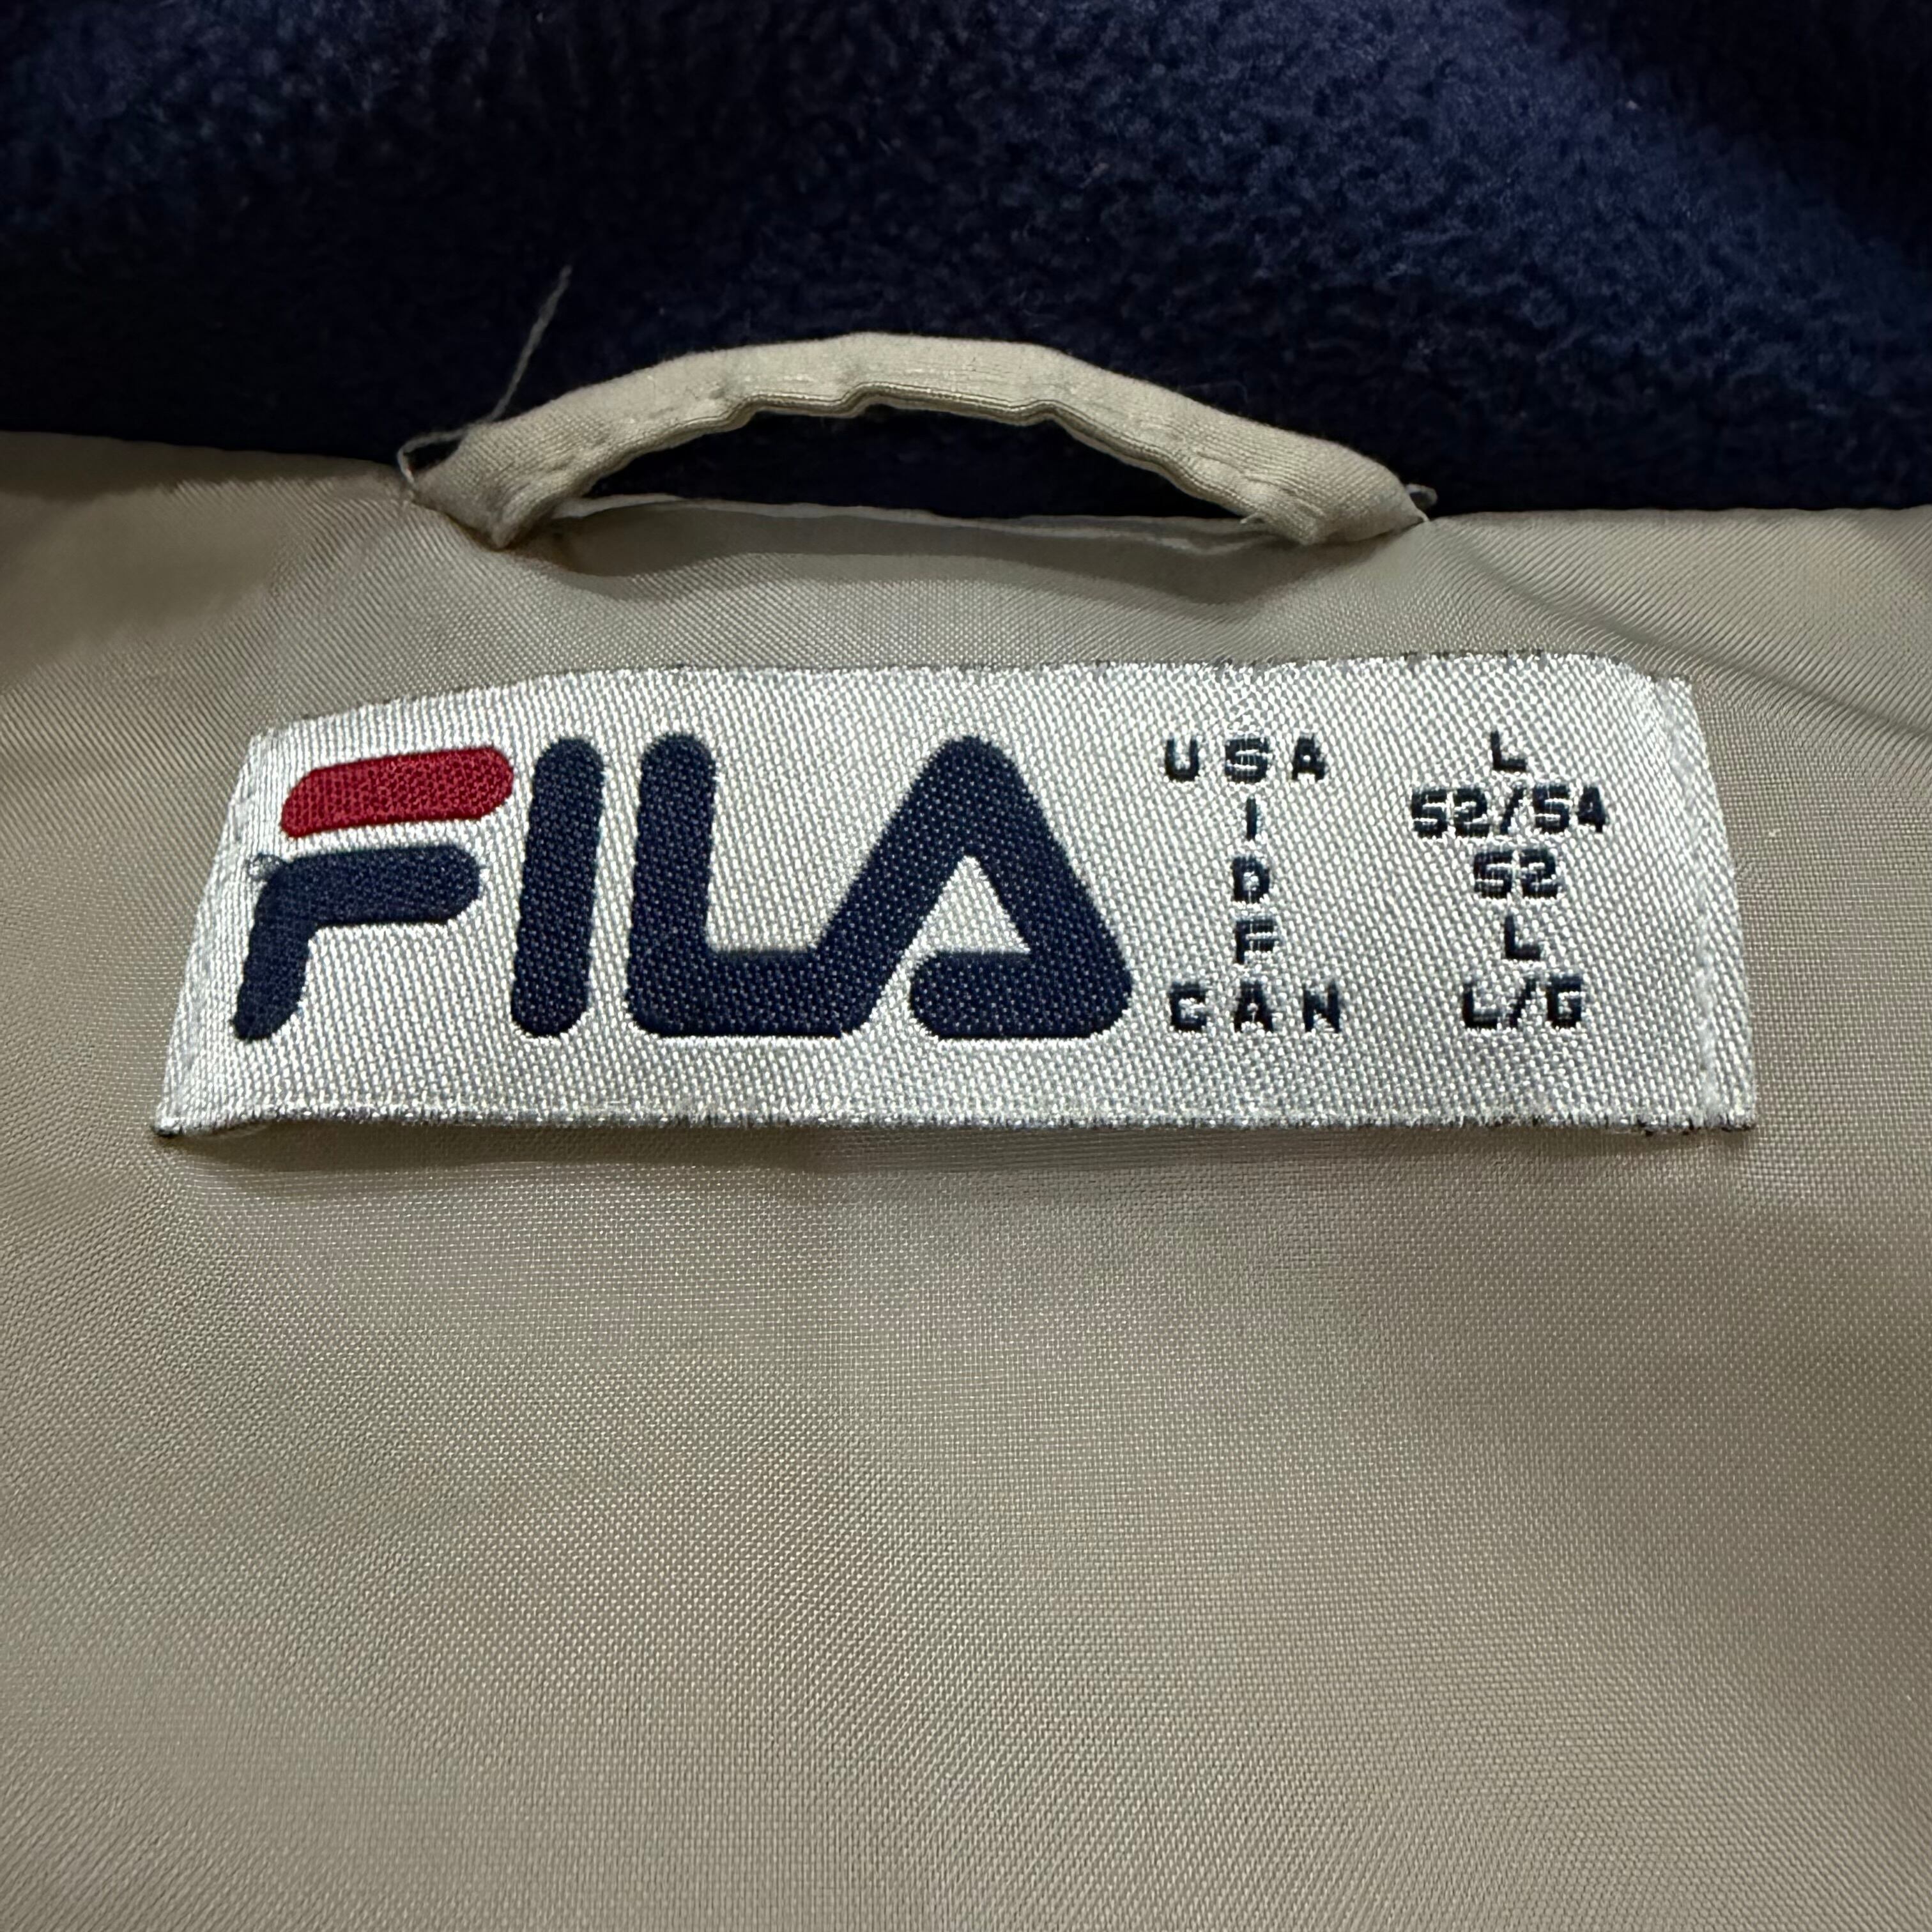 FILA
USA L
I 52/54
D 52
F L
CAN L/G